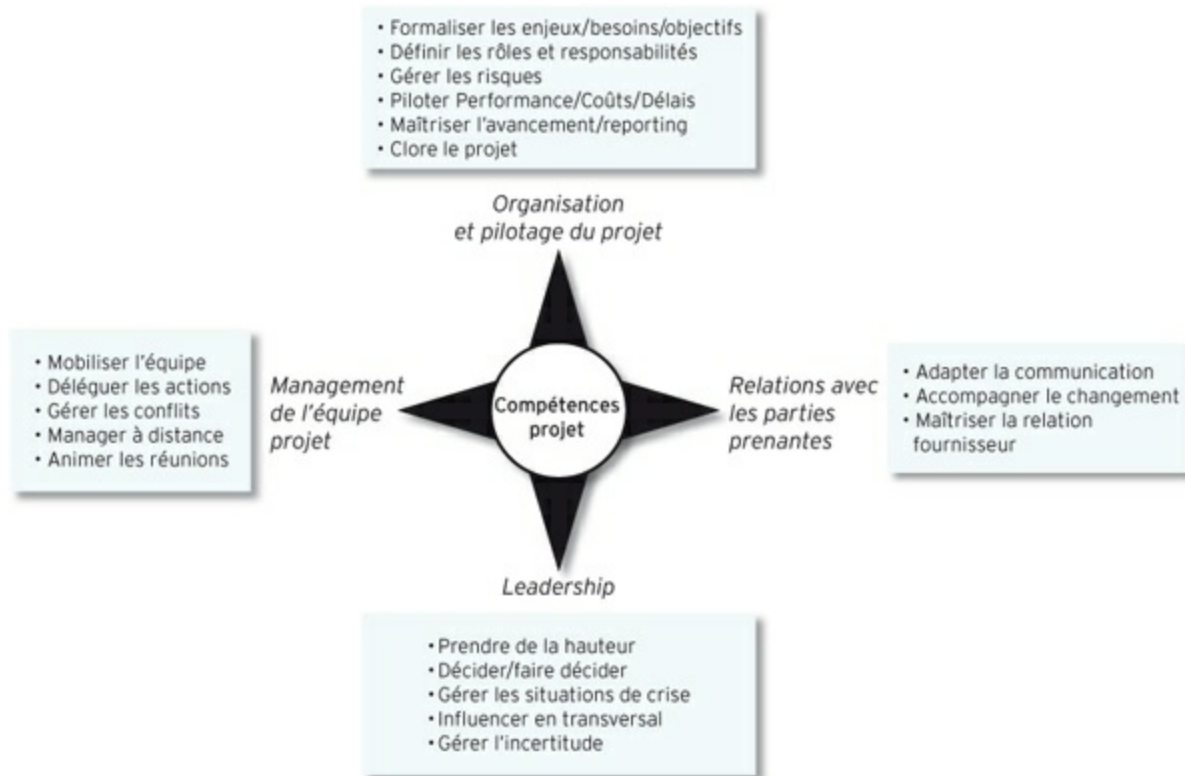 • Formaliser les enjeux/besoins/objectifs
• Définir les rôles et responsabilités
• Gérer les risques
• Piloter Performance/Coûts/Délais
• Maîtriser l'avancement/reporting
• Clore le projet
Organisation
et pilotage du projet
• Mobiliser l'équipe
• Déléguer les actions
• Gérer les conflits
• Manager à distance
• Animer les réunions
Management
de l'équipe
projet
Compétences
projet
Relations avec
les parties
prenantes
• Adapter la communication
• Accompagner le changement
• Maîtriser la relation
fournisseur
Leadership
• Prendre de la hauteur
• Décider/faire décider
• Gérer les situations de crise
• Influencer en transversal
• Gérer l'incertitude